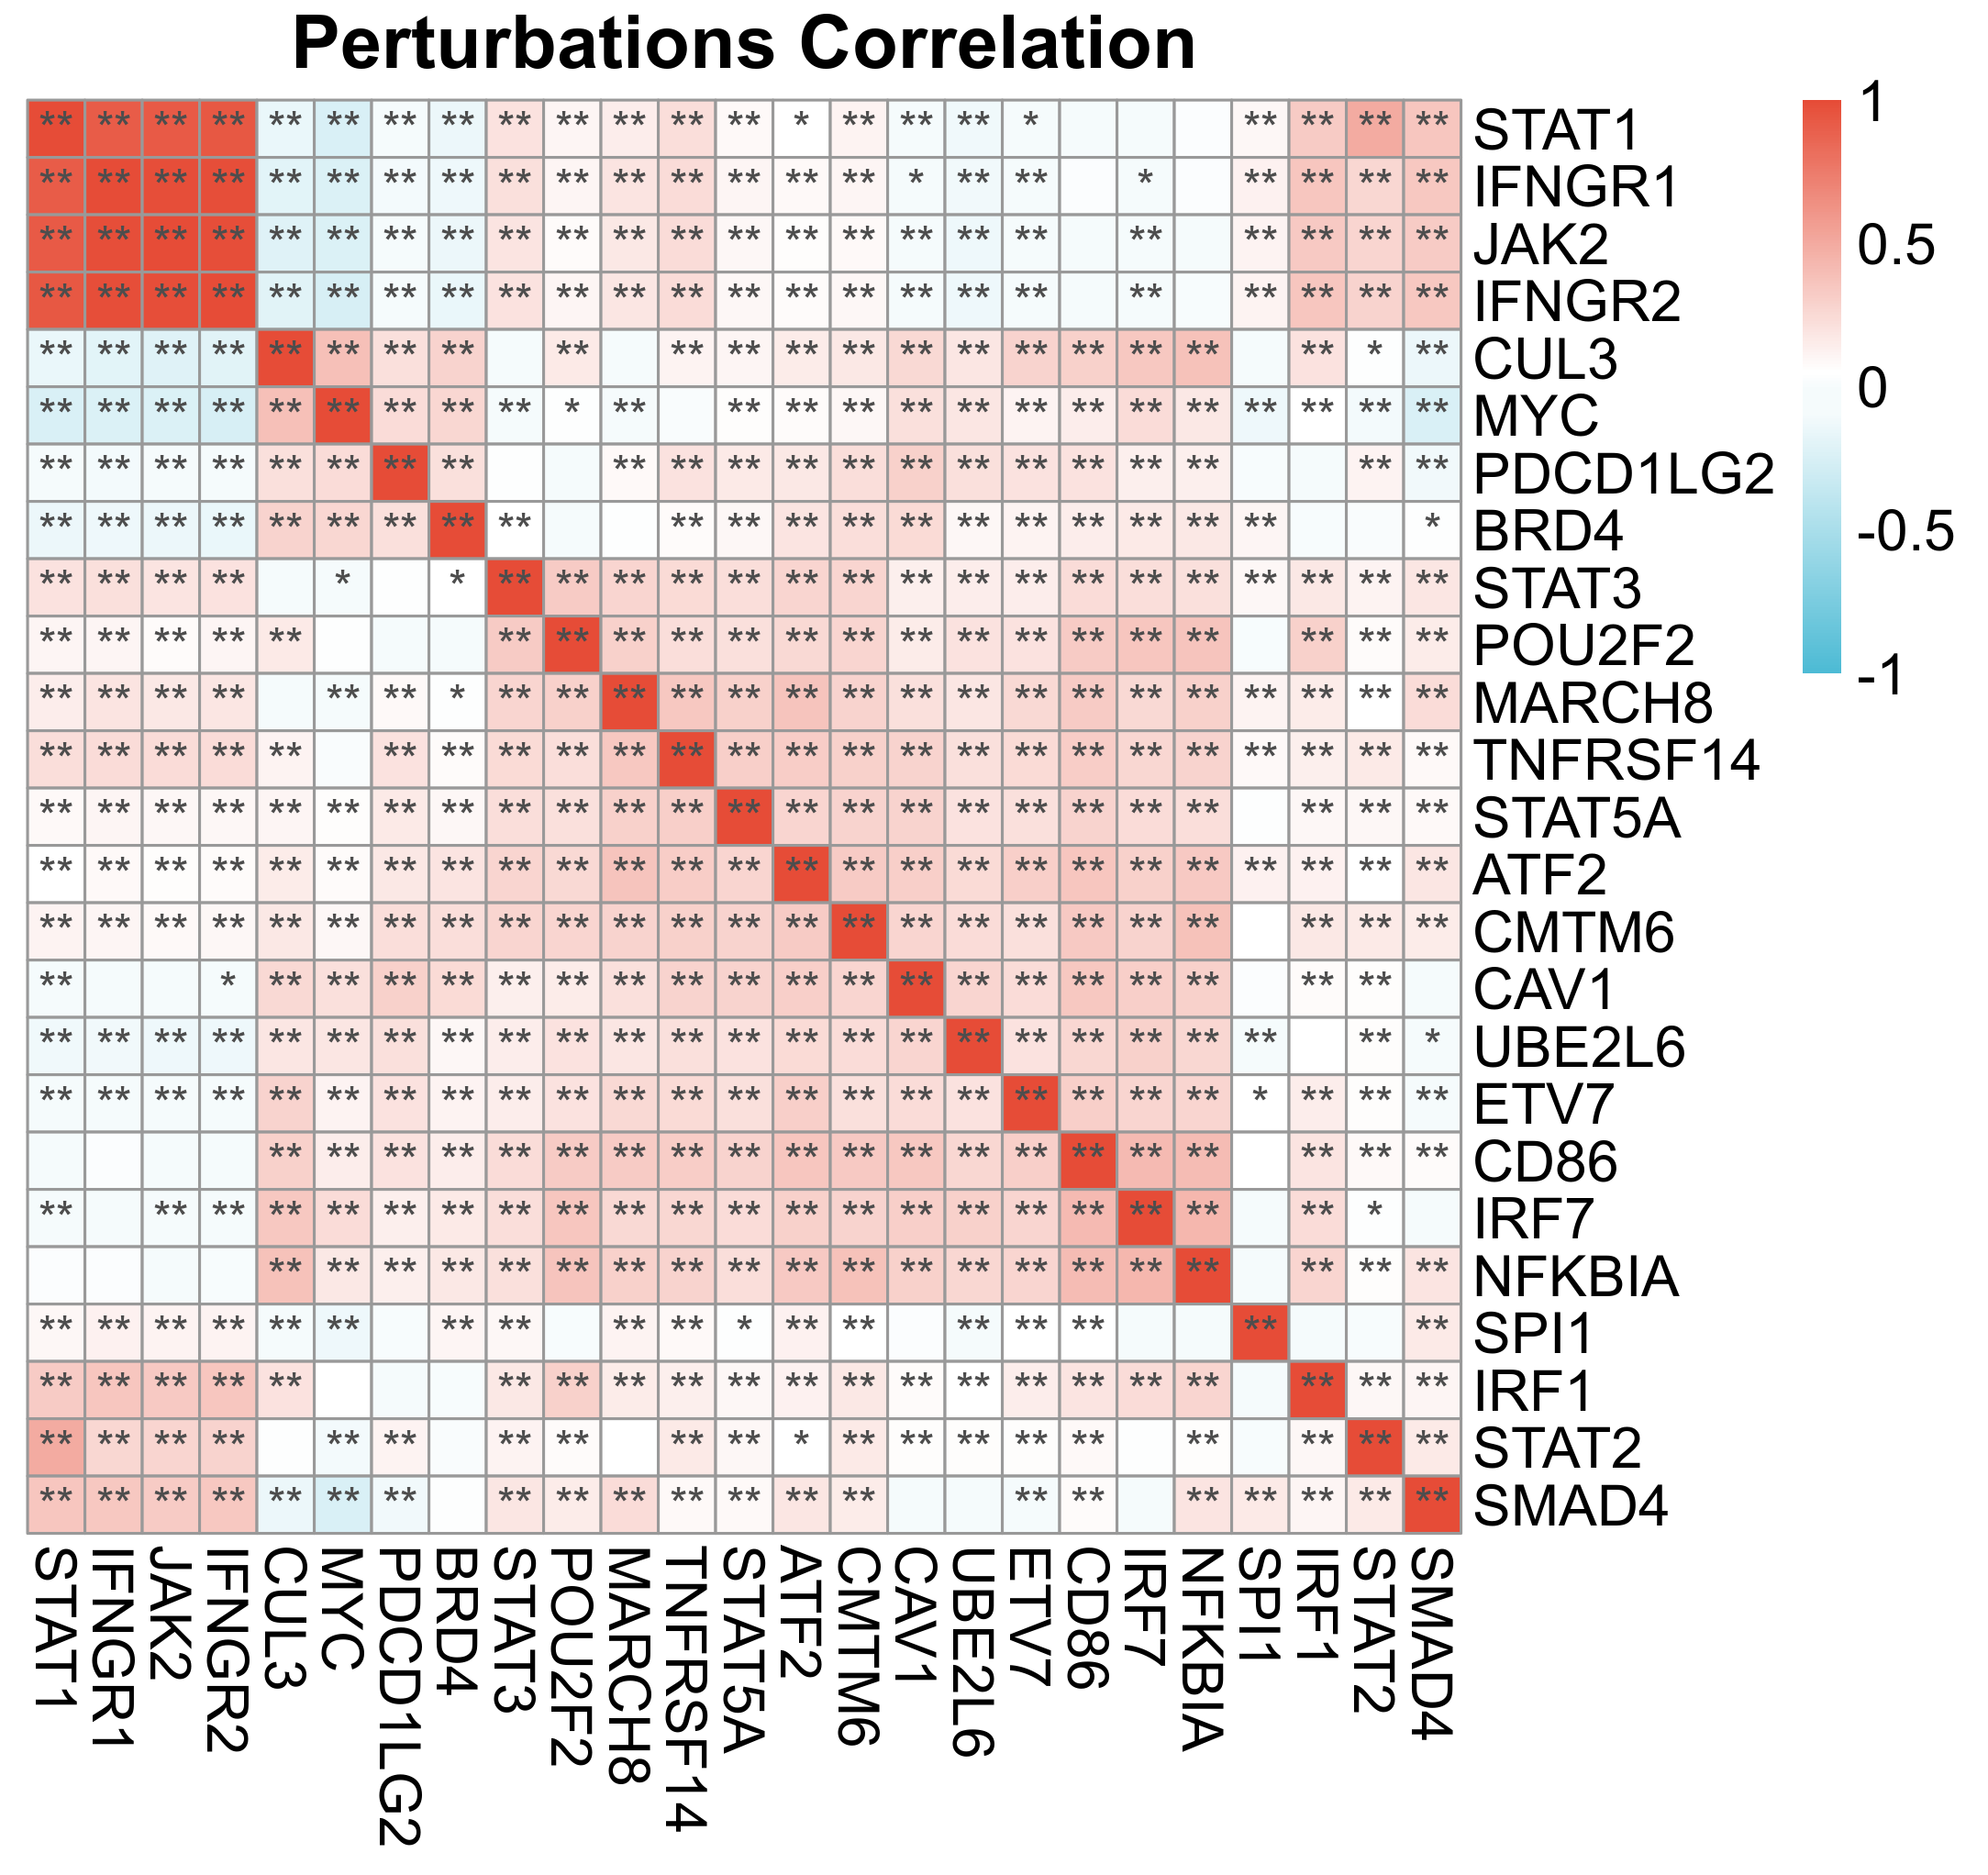 Perturbations Correlation
STAT1
IFNGR1
JAK2
IFNGR2
CUL3
MYC
PDCD1LG2
BRD4
STAT3
POU2F2
MARCH8
TNFRSF14
STAT5A
ATF2
CMTM6
CAV1
UBE2L6
ETV7
CD86
IRF7
NFKBIA
SPI1
IRF1
STAT2
SMAD4
1
0.5
0
-0.5
-1
STAT1
IFNGR1
JAK2
IFNGR2
CUL3
MYC
PDCD1LG2
BRD4
STAT3
POU2F2
MARCH8
TNFRSF14
STAT5A
ATF2
CMTM6
CAV1
UBE2L6
ETV7
CD86
IRF7
NFKBIA
SPI1
IRF1
STAT2
SMAD4